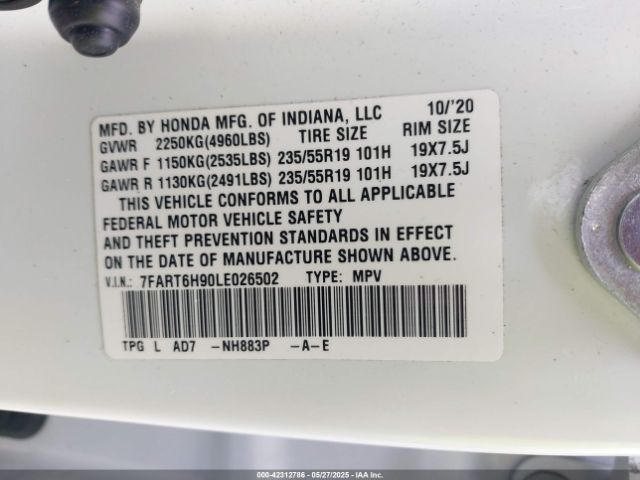 MFD. BY HONDA MFG. OF INDIANA, LLC 10/'20
GVWR 2250KG(4960LBS) TIRE SIZE RIM SIZE
GAWR F 1150KG(2535LBS) 235/55R19 101H 19X7.5J
GAWR R 1130KG(2491LBS) 235/55R19 101H 19X7.5J
THIS VEHICLE CONFORMS TO ALL APPLICABLE
FEDERAL MOTOR VEHICLE SAFETY
AND THEFT PREVENTION STANDARDS IN EFFECT
ON THE DATE OF MANUFACTURE SHOWN ABOVE.
V.I.N.: 7FART6H90LE026502 TYPE: MPV
TPG L AD7 -NH883P -A-E
000-42312786 - 05/27/2025 - IAA Inc.